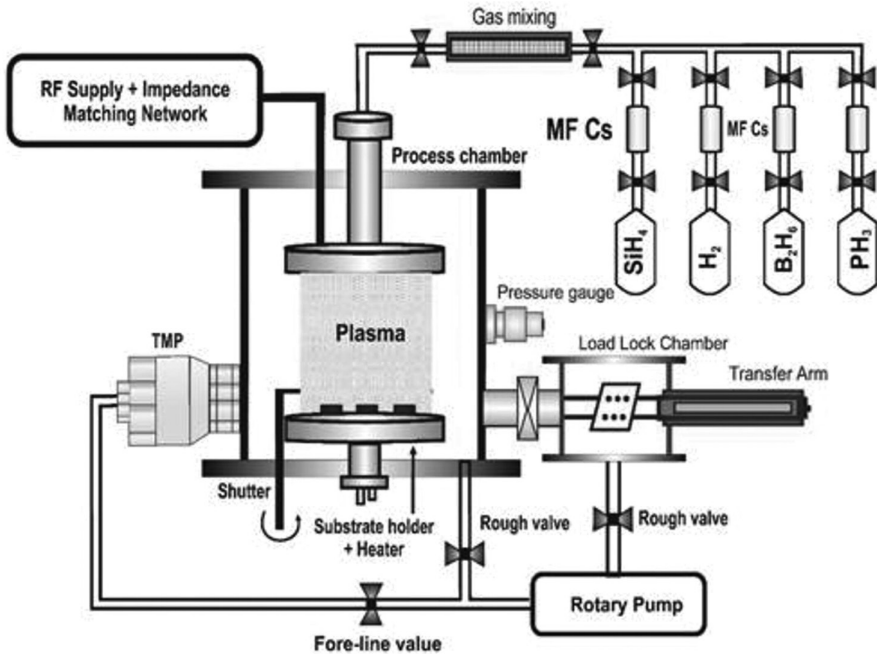 Gas mixing
RF Supply + Impedance
Matching Network
MF Cs
MF Cs
Process chamber
SiH₄
H₂
B₂H₆
PH₃
Pressure gauge
Plasma
TMP
Load Lock Chamber
Transfer Arm
Shutter
Substrate holder
+ Heater
Rough valve
Rough valve
Rotary Pump
Fore-line value